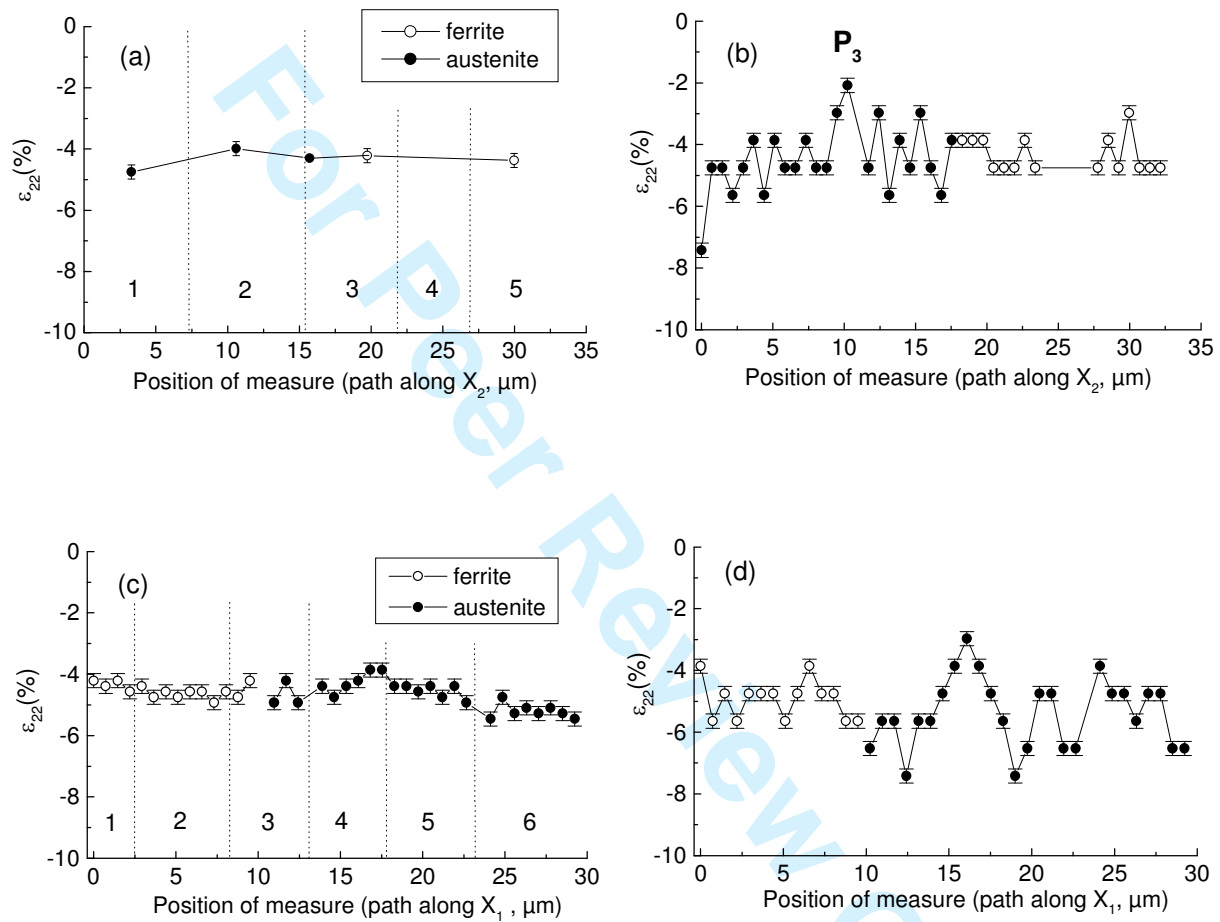 (a)
ferrite
austenite
0
-2
-4
-6
-8
-10
ε22(%)
1 2 3 4 5
0 5 10 15 20 25 30 35
Position of measure (path along X2, μm)
(b)
P3
0
-2
-4
-6
-8
-10
ε22(%)
0 5 10 15 20 25 30 35
Position of measure (path along X2, μm)
(c)
ferrite
austenite
0
-2
-4
-6
-8
-10
ε22(%)
1 2 3 4 5 6
0 5 10 15 20 25 30
Position of measure (path along X1 , μm)
(d)
0
-2
-4
-6
-8
-10
ε22(%)
0 5 10 15 20 25 30
Position of measure (path along X1, μm)
For Peer Review